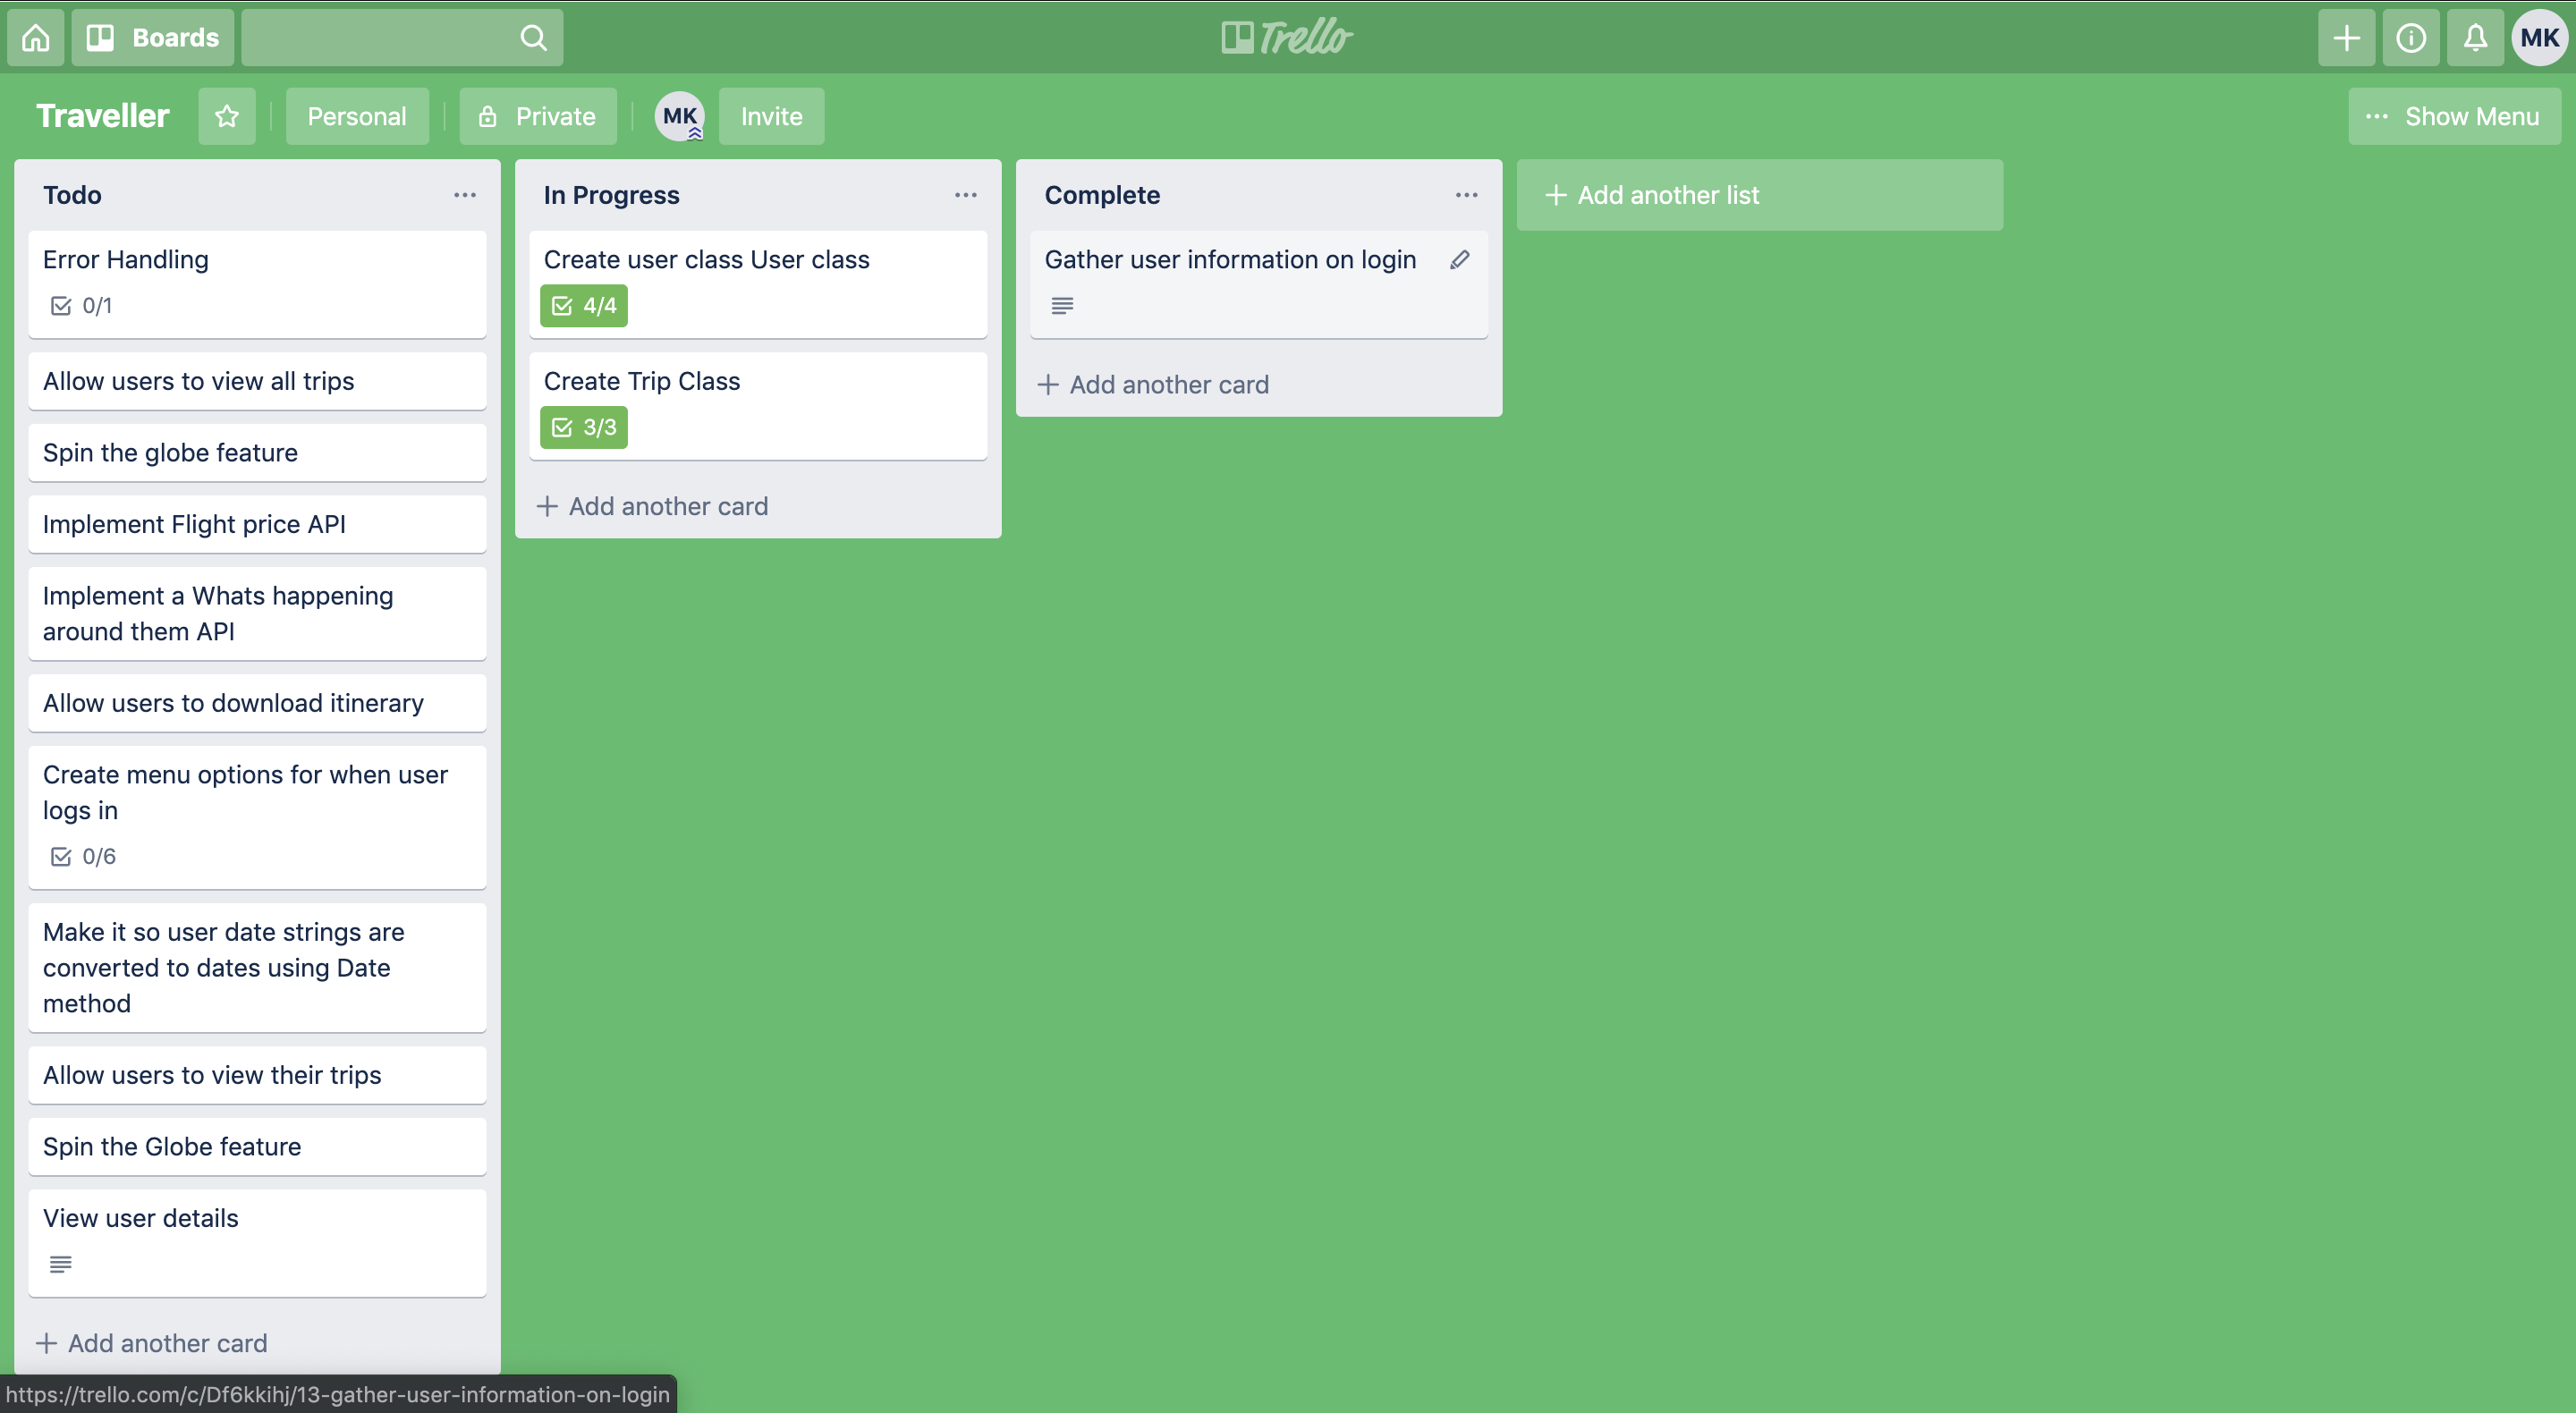 Boards
Trello
MK
Traveller
Personal
Private
MK
Invite
Show Menu
Todo
Error Handling
0/1
Allow users to view all trips
Spin the globe feature
Implement Flight price API
Implement a Whats happening
around them API
Allow users to download itinerary
Create menu options for when user
logs in
0/6
Make it so user date strings are
converted to dates using Date
method
Allow users to view their trips
Spin the Globe feature
View user details
Add another card
In Progress
Create user class User class
4/4
Create Trip Class
3/3
Add another card
Complete
Gather user information on login
Add another card
Add another list
https://trello.com/c/Df6kkihj/13-gather-user-information-on-login